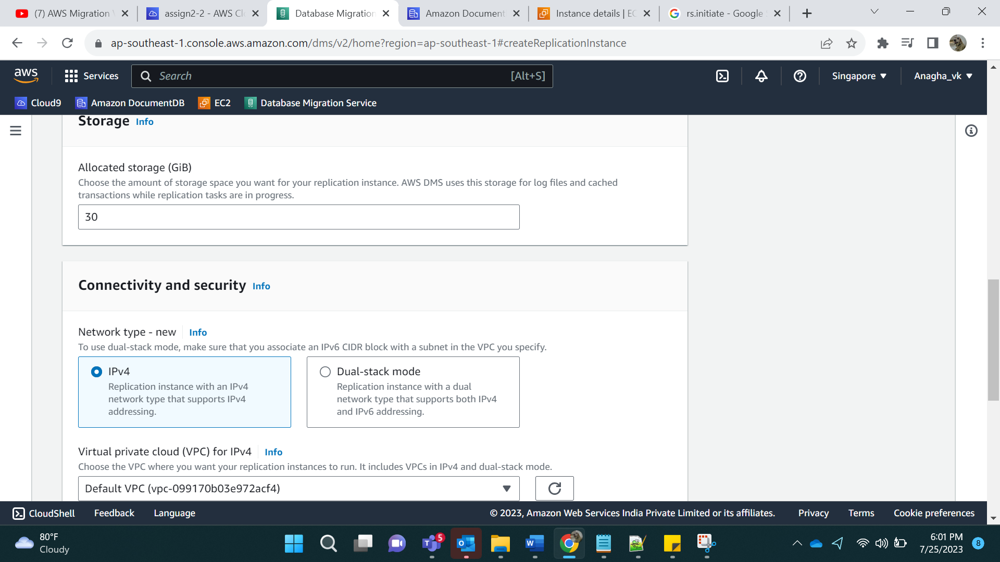 (7) AWS Migration
assign2-2 - AWS Cl
Database Migration
Amazon Document
Instance details | EC
rs.initiate - Google
ap-southeast-1.console.aws.amazon.com/dms/v2/home?region=ap-southeast-1#createReplicationInstance
aws
Services
Search
[Alt+S]
Singapore
Anagha_vk
Cloud9
Amazon DocumentDB
EC2
Database Migration Service
Storage Info
Allocated storage (GiB)
Choose the amount of storage space you want for your replication instance. AWS DMS uses this storage for log files and cached
transactions while replication tasks are in progress.
30
Connectivity and security Info
Network type - new Info
To use dual-stack mode, make sure that you associate an IPv6 CIDR block with a subnet in the VPC you specify.
IPv4
Replication instance with an IPv4
network type that supports IPv4
addressing.
Dual-stack mode
Replication instance with a dual
network type that supports both IPv4
and IPv6 addressing.
Virtual private cloud (VPC) for IPv4 Info
Choose the VPC where you want your replication instances to run. It includes VPCs in IPv4 and dual-stack mode.
Default VPC (vpc-099170b03e972acf4)
CloudShell
Feedback
Language
© 2023, Amazon Web Services India Private Limited or its affiliates.
Privacy
Terms
Cookie preferences
80°F
Cloudy
5
6:01 PM
7/25/2023
8